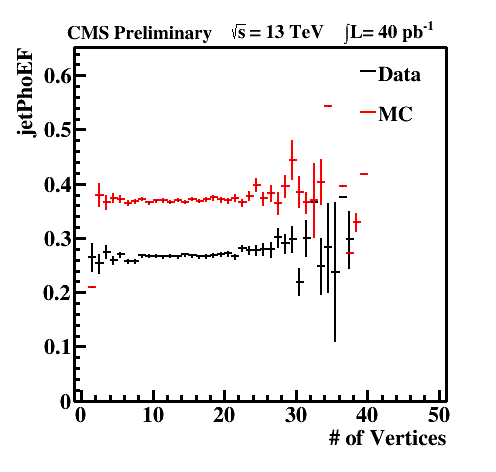 CMS Preliminary √s = 13 TeV ∫L= 40 pb⁻¹
jetPhoEF
Data
MC
0.6
0.5
0.4
0.3
0.2
0.1
0
0 10 20 30 40 50
# of Vertices